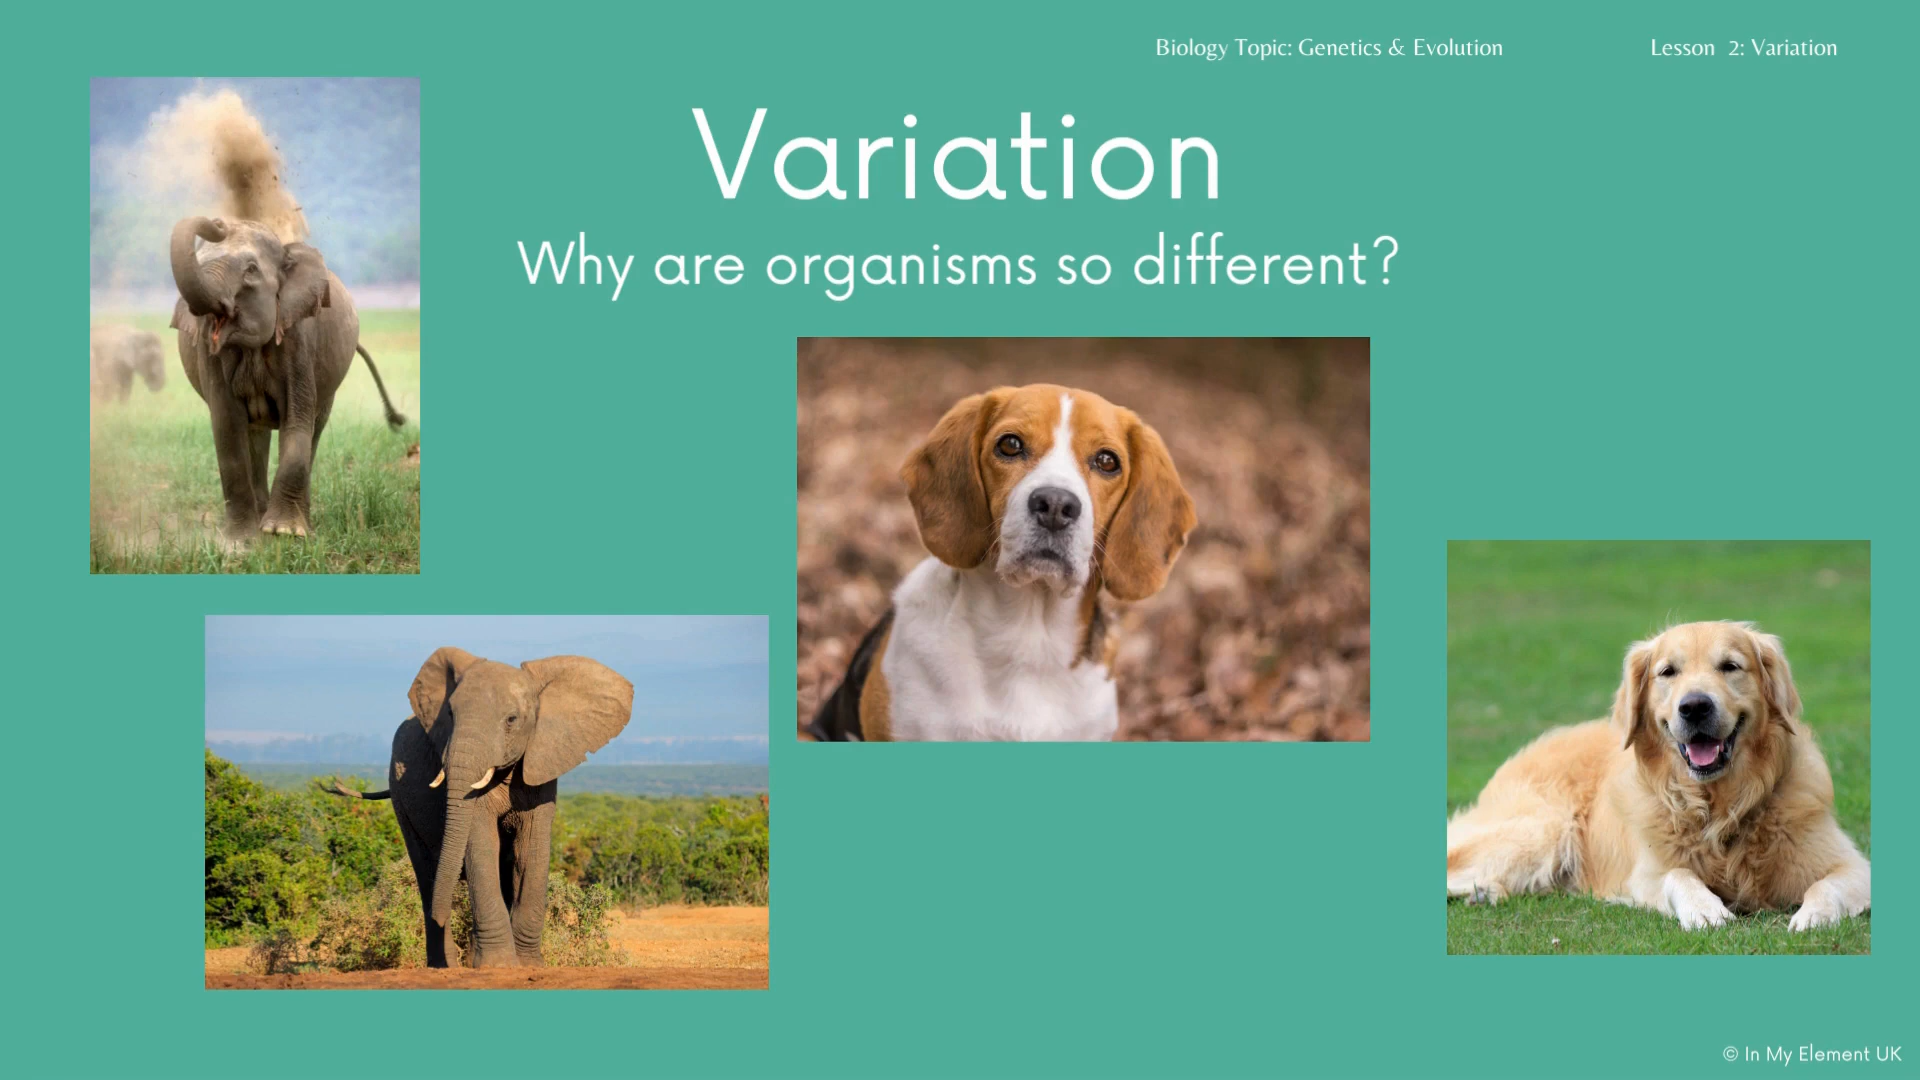 Biology Topic: Genetics & Evolution
Lesson 2: Variation
Variation
Why are organisms so different?
© In My Element UK